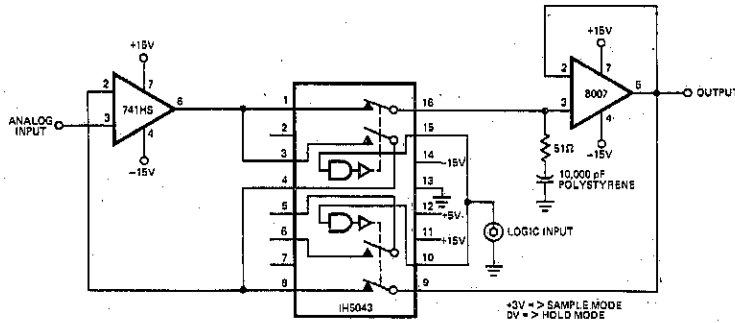 +15V
7
2
741HS
6
ANALOG
INPUT
3
4
-15V
1
16
2
15
3
14
-15V
4
13
5
12
+5V
6
11
+15V
7
10
8
9
IH5043
LOGIC INPUT
+15V
7
2
8007
6
OUTPUT
3
4
-15V
51Ω
10,000 pF
POLYSTYRENE
+3V = > SAMPLE MODE
0V = > HOLD MODE